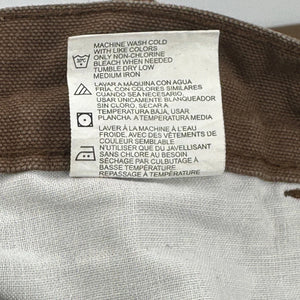 MACHINE WASH COLD
WITH LIKE COLORS
ONLY NON-CHLORINE
BLEACH WHEN NEEDED
TUMBLE DRY LOW
MEDIUM IRON
LAVAR A MÁQUINA CON AGUA
FRÍA, CON COLORES SIMILARES
CUANDO SEA NECESARIO.
USAR ÚNICAMENTE BLANQUEADOR
SIN CLORO, SECAR A
TEMPERATURA BAJA, USAR
PLANCHA A TEMPERATURA MEDIA
LAVER À LA MACHINE À L'EAU
FROIDE, AVEC DES VÊTEMENTS DE
COULEUR SEMBLABLE
N'UTILISER QUE DU JAVELLISANT
SANS CHLORE AU BESOIN
SÉCHAGE PAR CULBUTAGE À
BASSE TEMPÉRATURE
REPASSAGE À TEMPÉRATURE